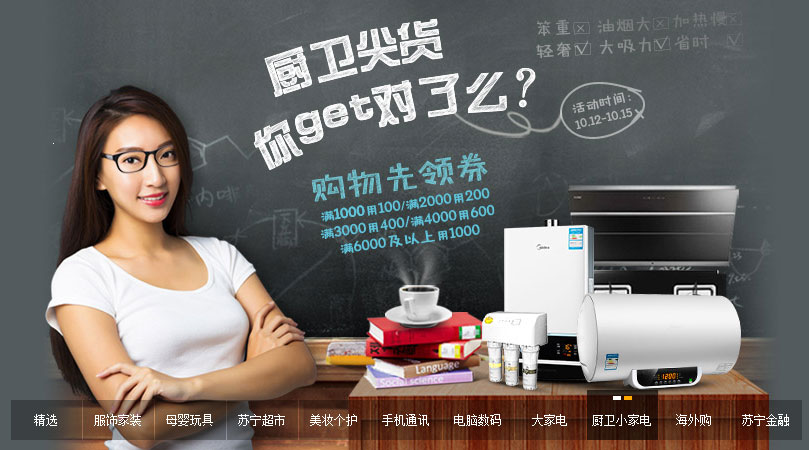 厨卫尖货
你get对了么?
笨重 油烟大 加热慢
轻奢 大吸力 省时
活动时间:
10.12-10.15
购物先领券
满1000用100/满2000用200
满3000用400/满4000用600
满6000及以上用1000
内啡
Midea
Language
Social science
精选 服饰家装 母婴玩具 苏宁超市 美妆个护 手机通讯 电脑数码 大家电 厨卫小家电 海外购 苏宁金融